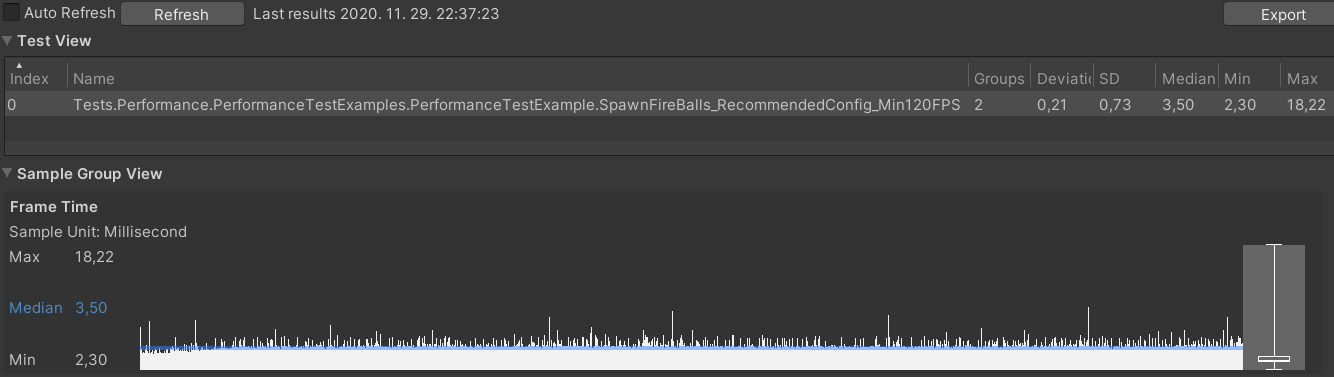 Auto Refresh Refresh Last results 2020. 11. 29. 22:37:23 Export
Test View
Index Name Groups Deviatic SD Median Min Max
0 Tests.Performance.PerformanceTestExamples.PerformanceTestExample.SpawnFireBalls_RecommendedConfig_Min120FPS 2 0,21 0,73 3,50 2,30 18,22
Sample Group View
Frame Time
Sample Unit: Millisecond
Max 18,22
Median 3,50
Min 2,30